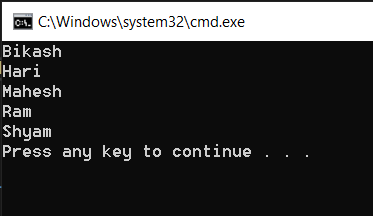 C:\Windows\system32\cmd.exe
Bikash
Hari
Mahesh
Ram
Shyam
Press any key to continue . . .